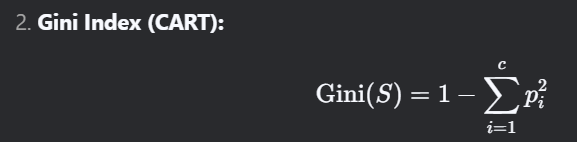 2. Gini Index (CART):
Gini(S) = 1 − ∑_{i=1}^{c} p_i^2